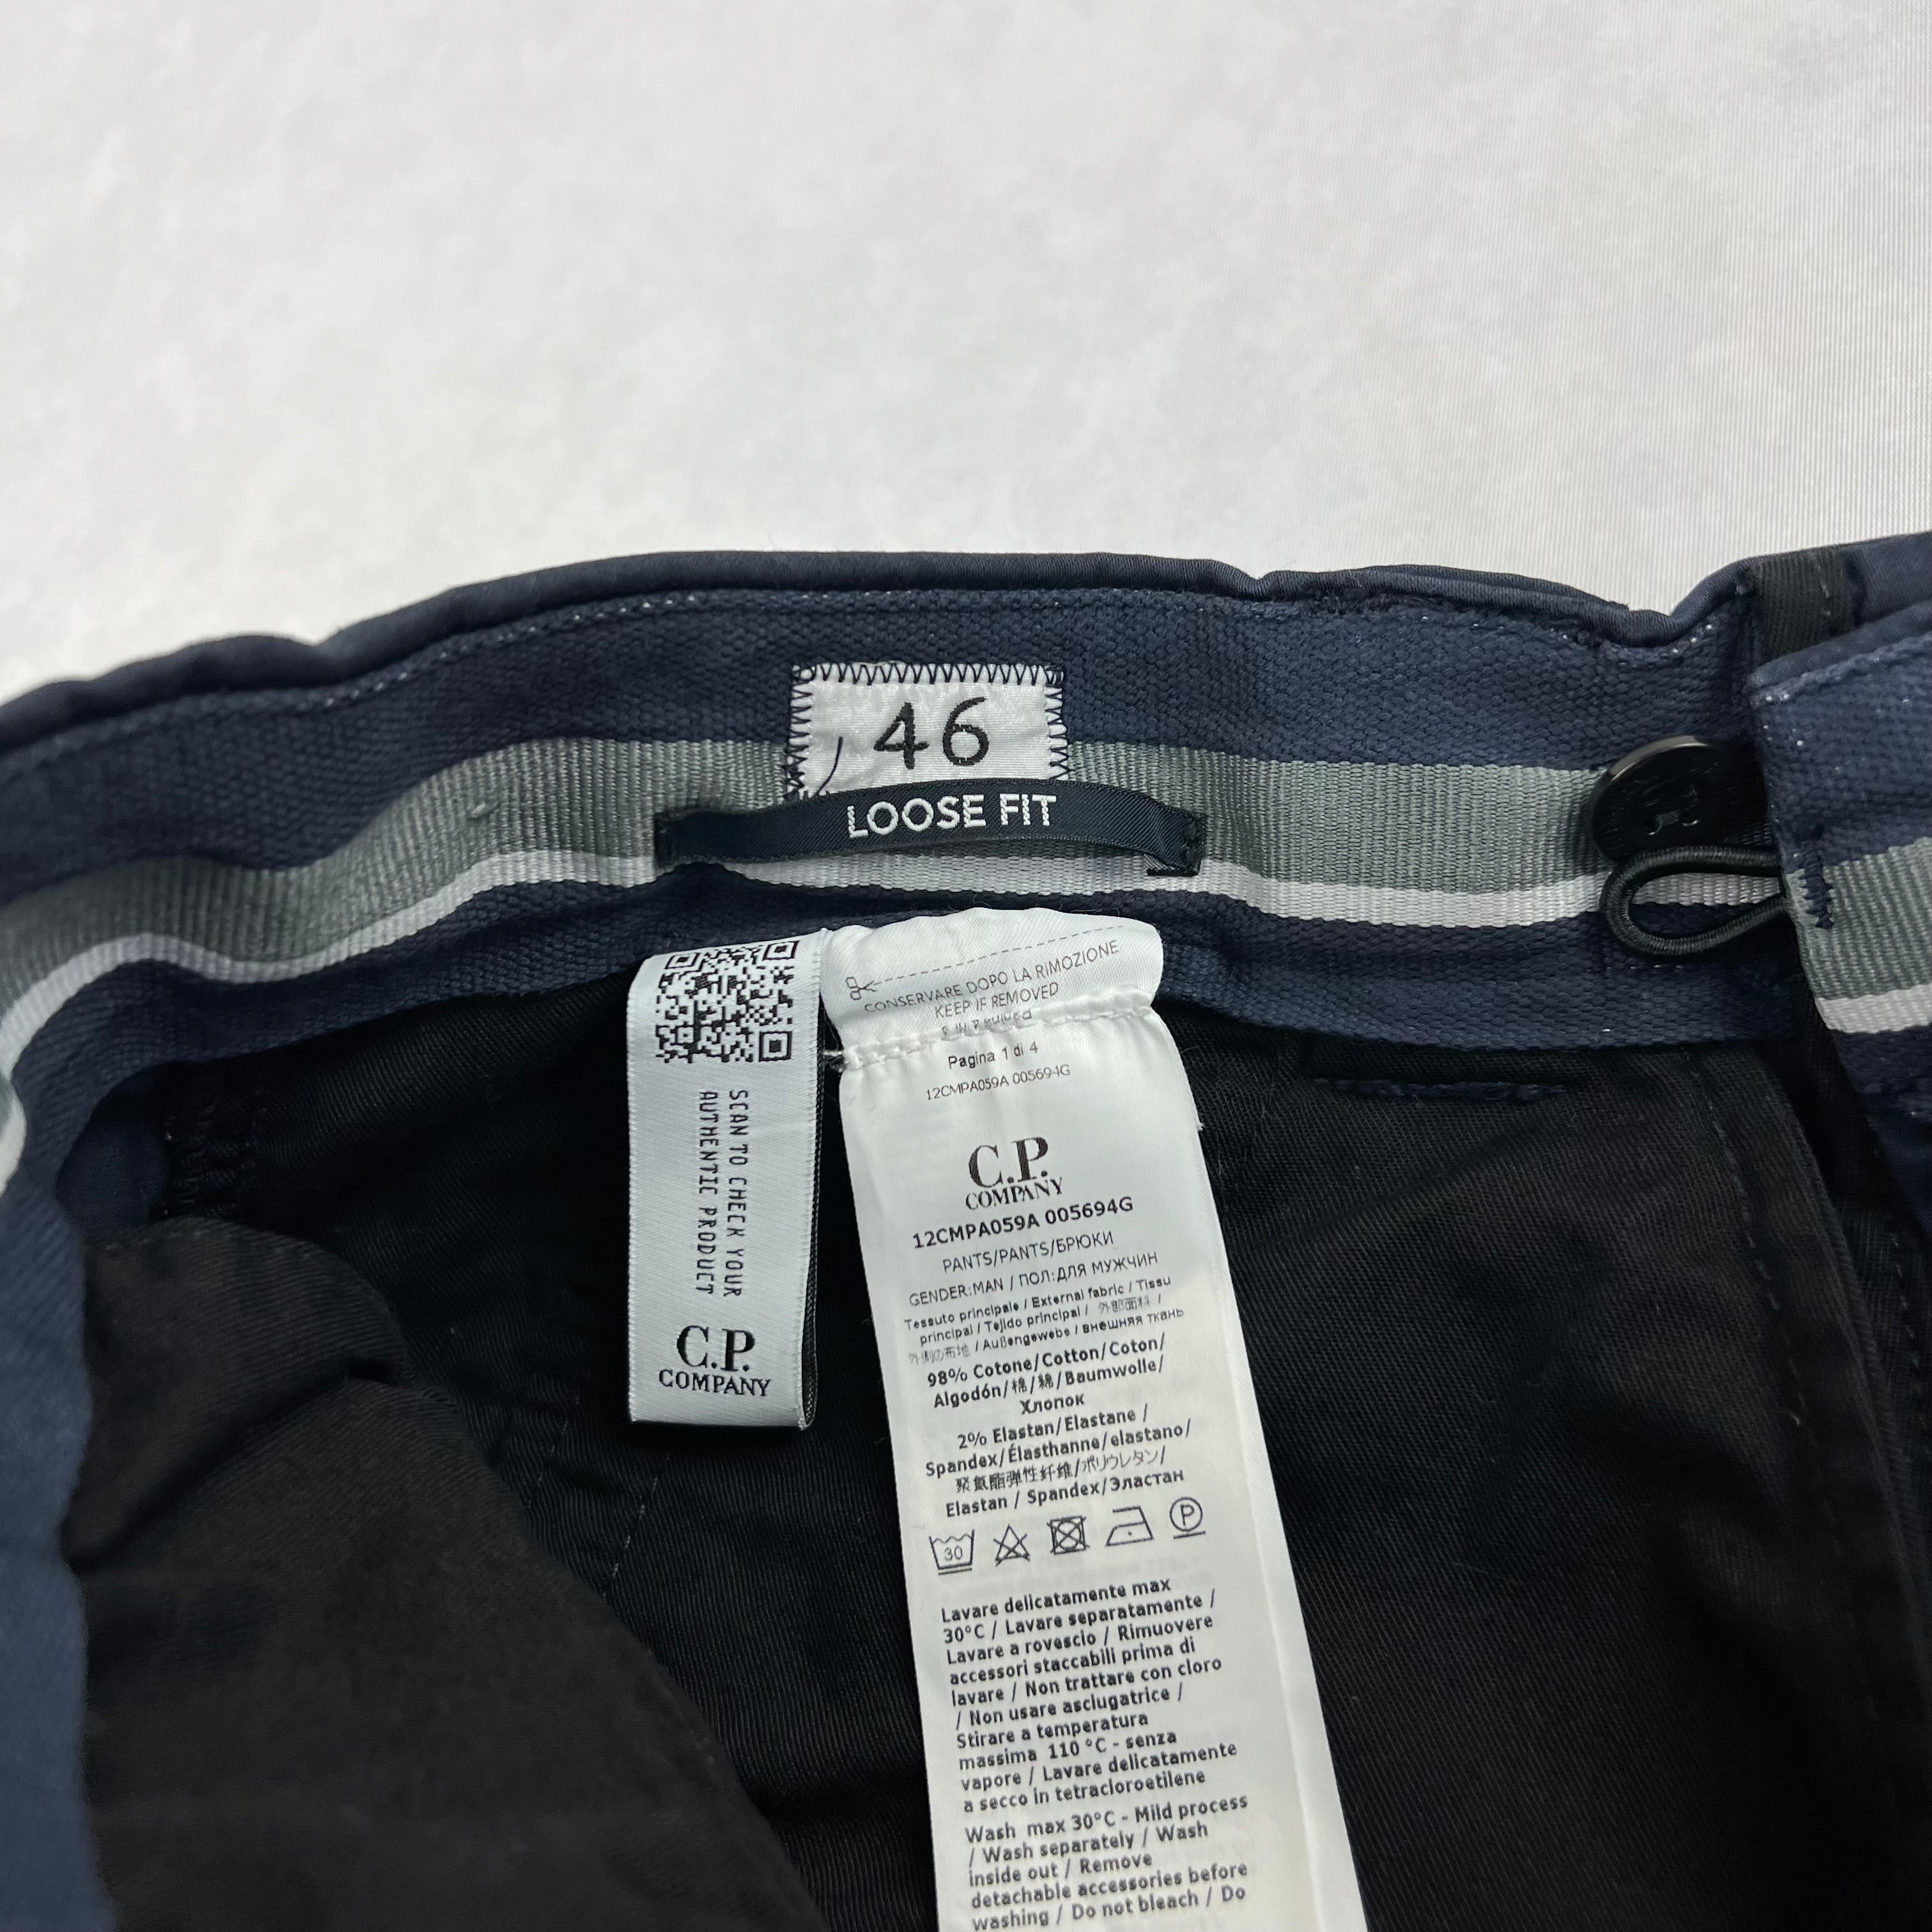 46
LOOSE FIT
SCAN TO CHECK YOUR
AUTHENTIC PRODUCT
C.P.
COMPANY
CONSERVARE DOPO LA RIMOZIONE
KEEP IF REMOVED
Pagina 1 di 4
12CMPA059A 005694G
C.P.
COMPANY
12CMPA059A 005694G
PANTS/PANTS/БРЮКИ
GENDER:MAN / ПОЛ:ДЛЯ МУЖЧИН
Tessuto principale / External fabric / Tissu
principal / Tejido principal / 外部面料 /
外側の布地 / Außengewebe / внешняя ткань
98% Cotone/Cotton/Coton/
Algodón/棉/綿/Baumwolle/
Хлопок
2% Elastan/Elastane /
Spandex/Élasthanne/elastano/
聚氨酯弹性纤维/ポリウレタン/
Elastan / Spandex/Эластан
30
P
Lavare delicatamente max
30°C / Lavare separatamente /
Lavare a rovescio / Rimuovere
accessori staccabili prima di
lavare / Non trattare con cloro
/ Non usare asciugatrice /
Stirare a temperatura
massima 110 °C - senza
vapore / Lavare delicatamente
a secco in tetracloroetilene
Wash max 30°C - Mild process
/ Wash separately / Wash
inside out / Remove
detachable accessories before
washing / Do not bleach / Do